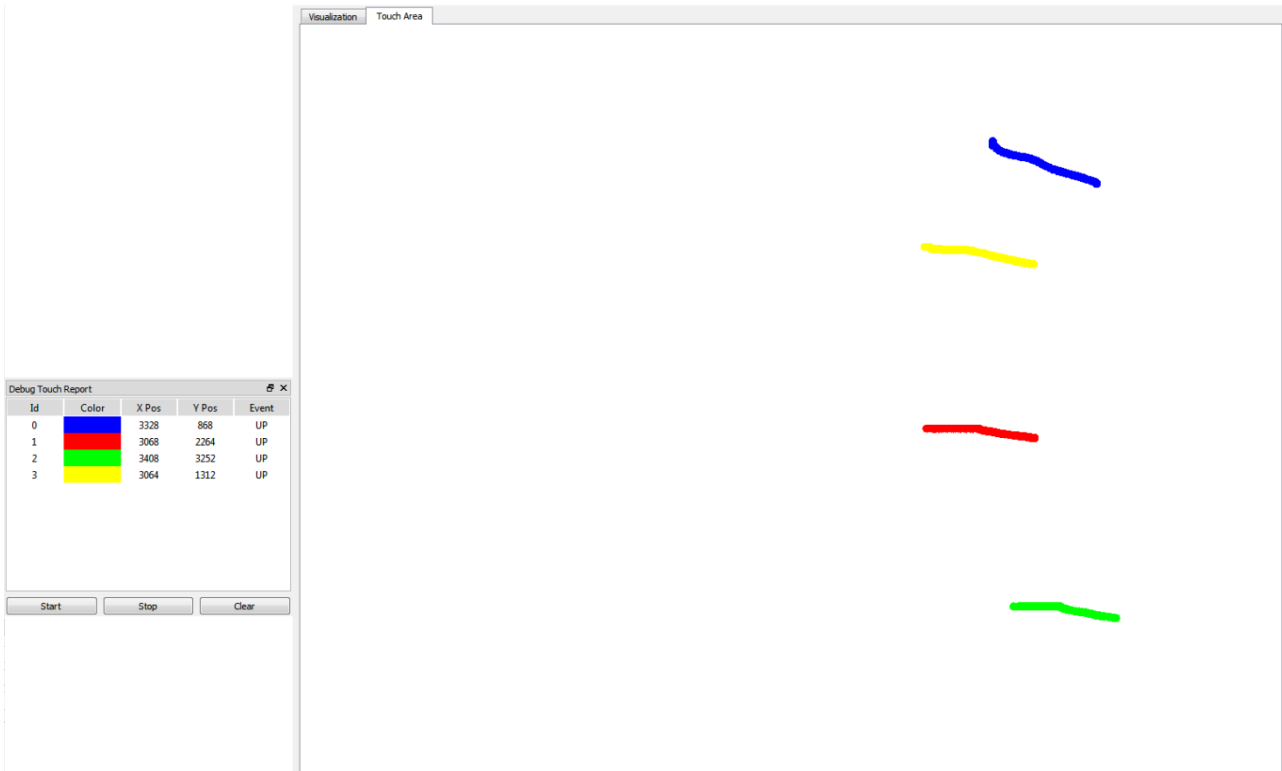 Visualization Touch Area
Debug Touch Report
Id Color X Pos Y Pos Event
0 3328 868 UP
1 3068 2264 UP
2 3408 3252 UP
3 3064 1312 UP
Start Stop Clear